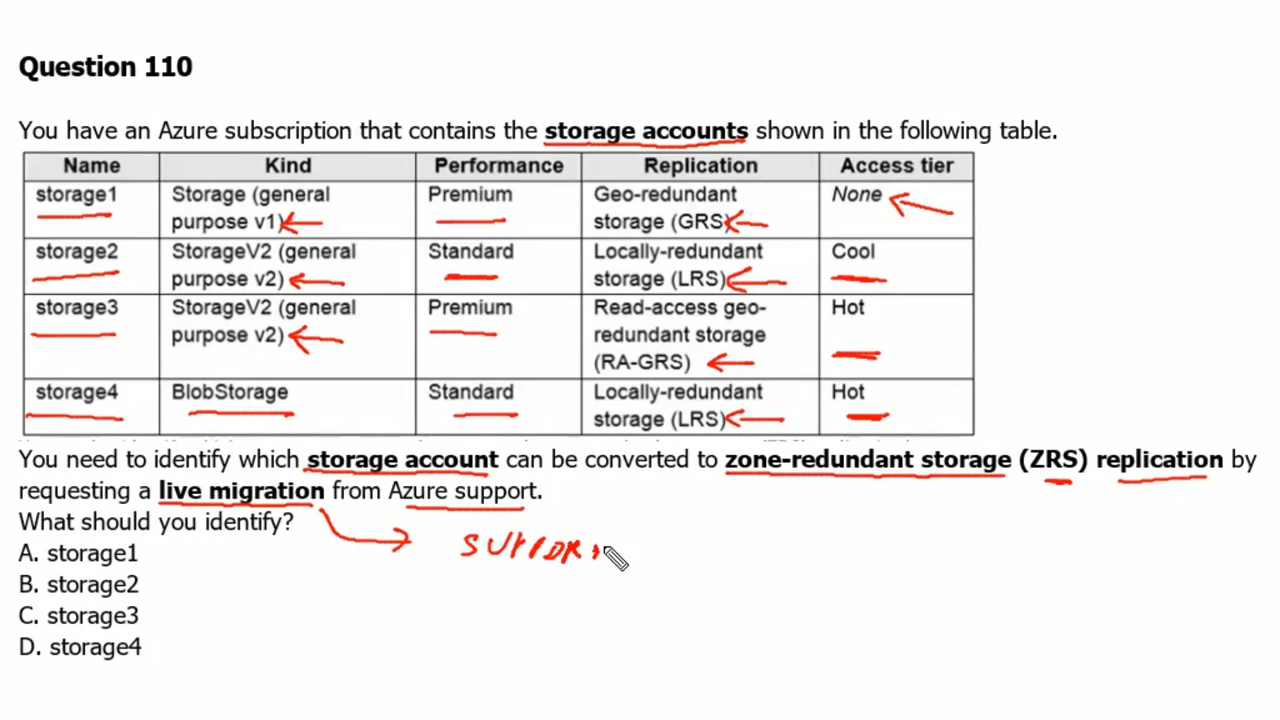 Question 110
You have an Azure subscription that contains the storage accounts shown in the following table.
Name Kind Performance Replication Access tier
storage1 Storage (general purpose v1) Premium Geo-redundant storage (GRS) None
storage2 StorageV2 (general purpose v2) Standard Locally-redundant storage (LRS) Cool
storage3 StorageV2 (general purpose v2) Premium Read-access geo-redundant storage (RA-GRS) Hot
storage4 BlobStorage Standard Locally-redundant storage (LRS) Hot
You need to identify which storage account can be converted to zone-redundant storage (ZRS) replication by
requesting a live migration from Azure support.
What should you identify?
SUPPOR
A. storage1
B. storage2
C. storage3
D. storage4